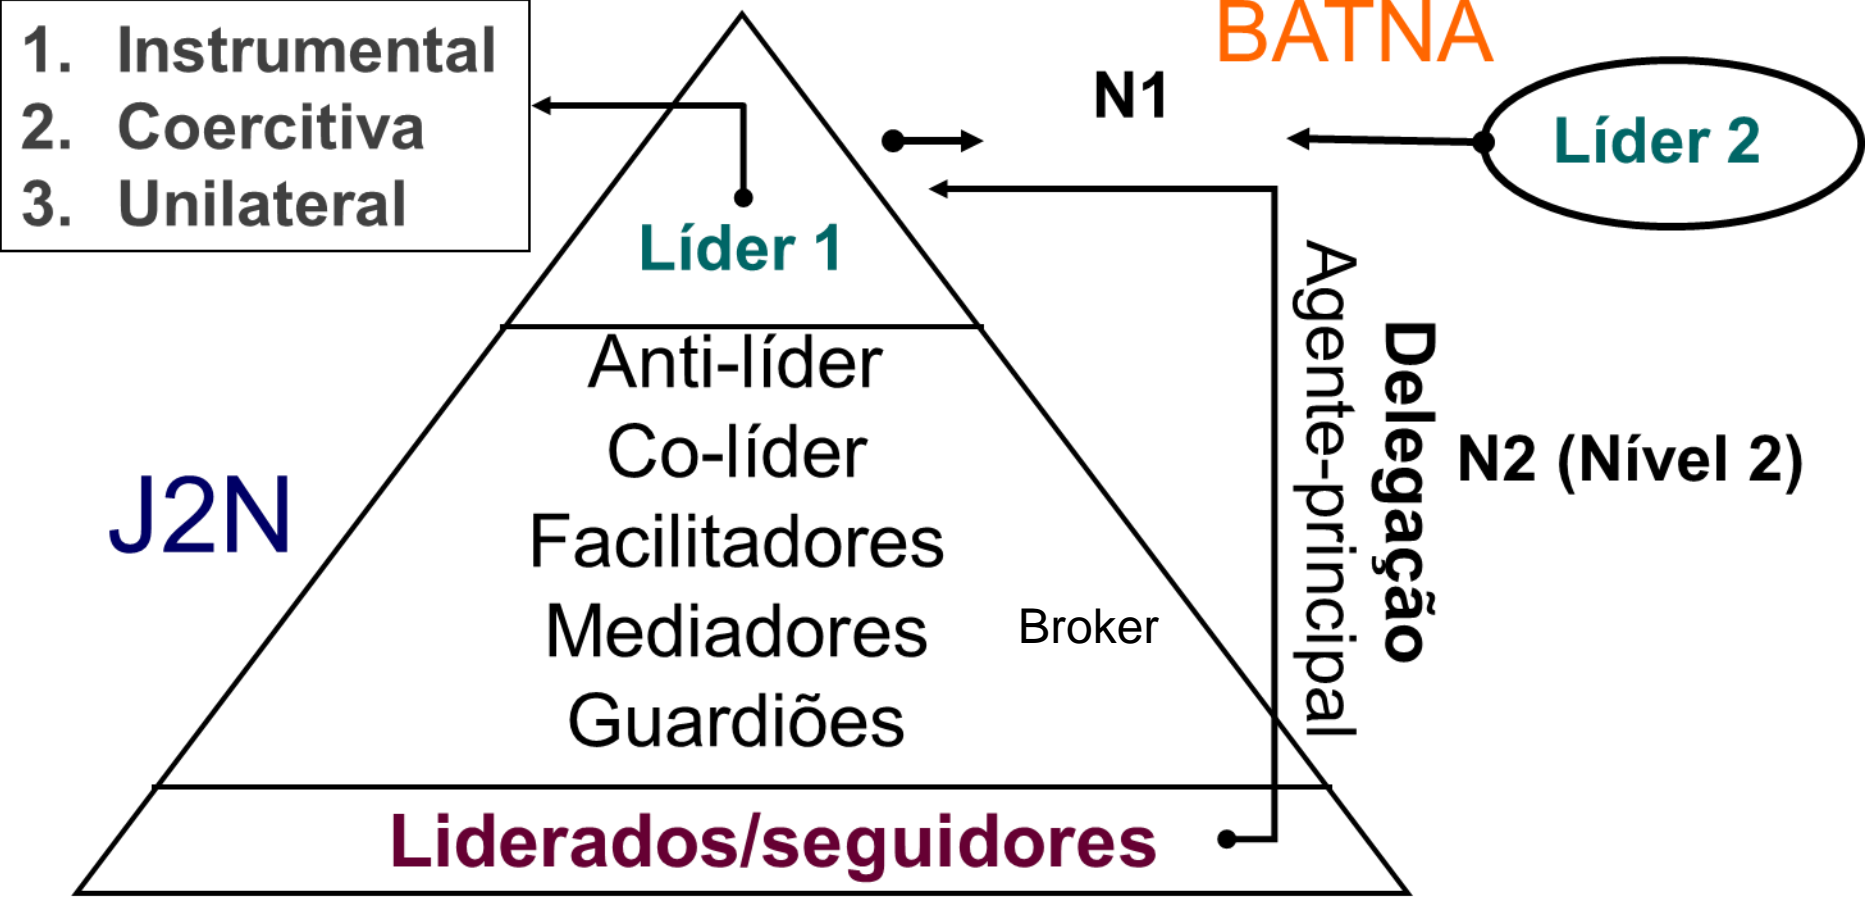 1. Instrumental
2. Coercitiva
3. Unilateral
BATNA
N1
Líder 2
Líder 1
Anti-líder
Co-líder
Facilitadores
Mediadores
Guardiões
Broker
J2N
Agente-principal
Delegação
N2 (Nível 2)
Liderados/seguidores